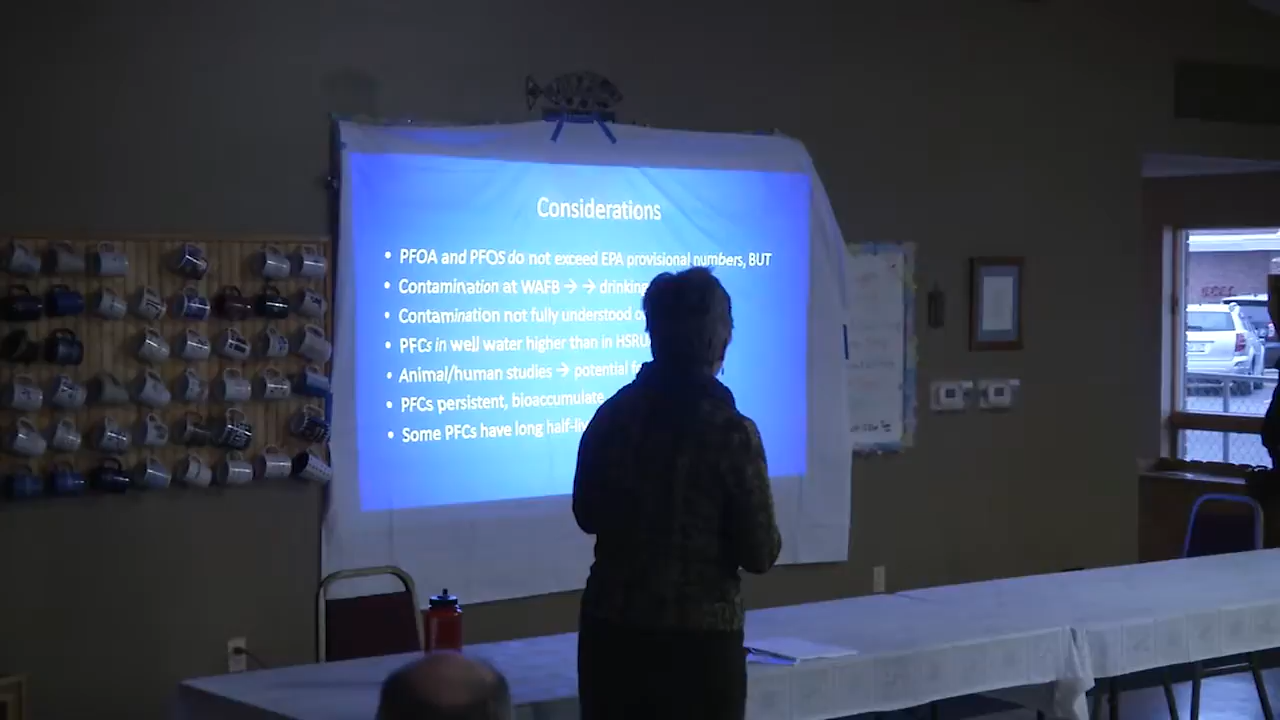 Considerations
• PFOA and PFOS do not exceed EPA provisional numbers, BUT
• Contamination at WAFB → → drinking
• Contamination not fully understood
• PFCs in well water higher than in HSRU
• Animal/human studies → potential
• PFCs persistent, bioaccumulate
• Some PFCs have long